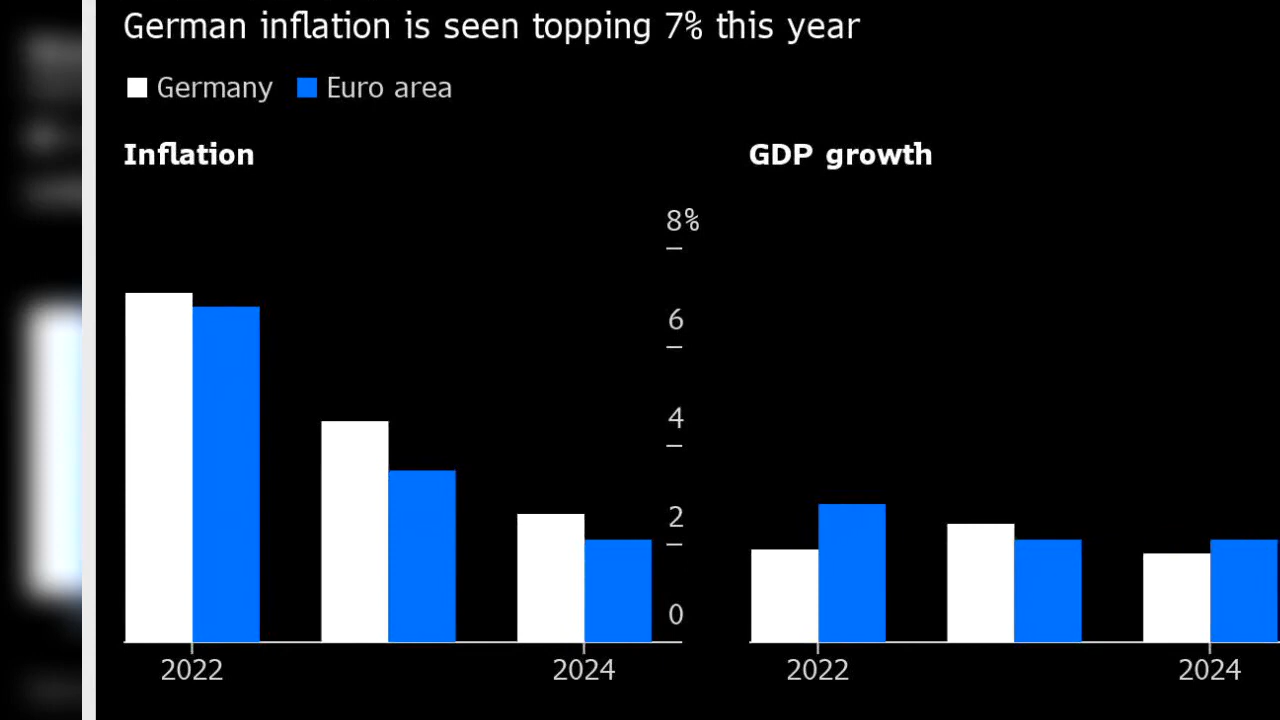 German inflation is seen topping 7% this year
Germany Euro area
Inflation
8%
6
4
2
0
2022 2024
GDP growth
2022 2024